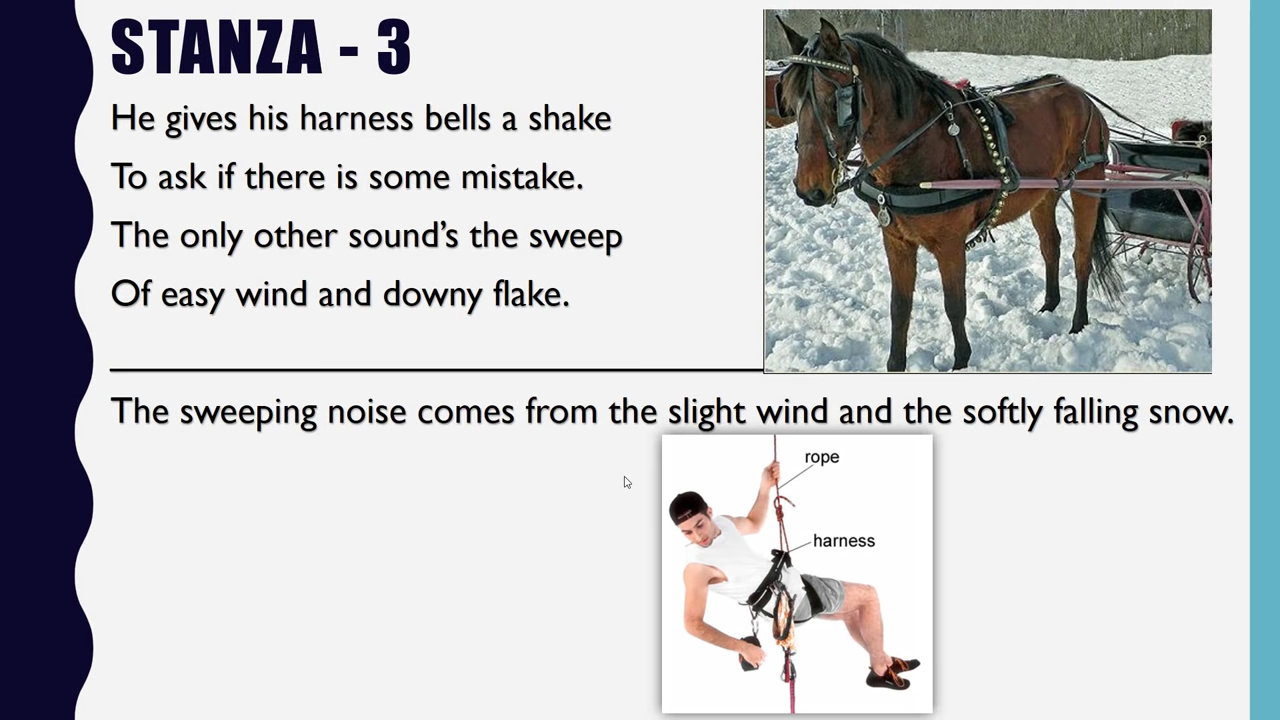 STANZA - 3
He gives his harness bells a shake
To ask if there is some mistake.
The only other sound’s the sweep
Of easy wind and downy flake.
The sweeping noise comes from the slight wind and the softly falling snow.
rope
harness